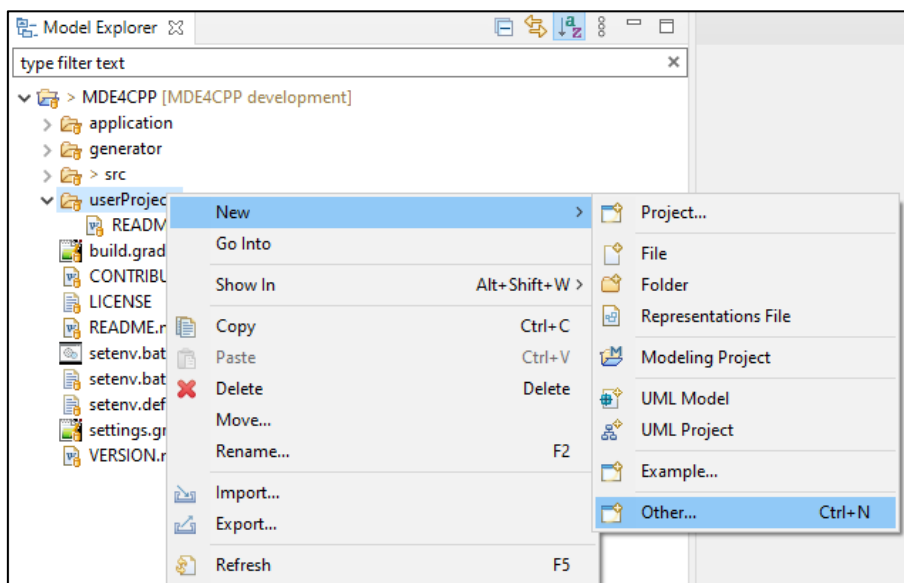 Model Explorer
type filter text
> MDE4CPP [MDE4CPP development]
application
generator
> src
userProjec
READM
build.grad
CONTRIBU
LICENSE
README.r
setenv.bat
setenv.bat
setenv.def
settings.gr
VERSION.r
New >
Go Into
Show In Alt+Shift+W >
Copy Ctrl+C
Paste Ctrl+V
Delete Delete
Move...
Rename... F2
Import...
Export...
Refresh F5
Project...
File
Folder
Representations File
Modeling Project
UML Model
UML Project
Example...
Other... Ctrl+N